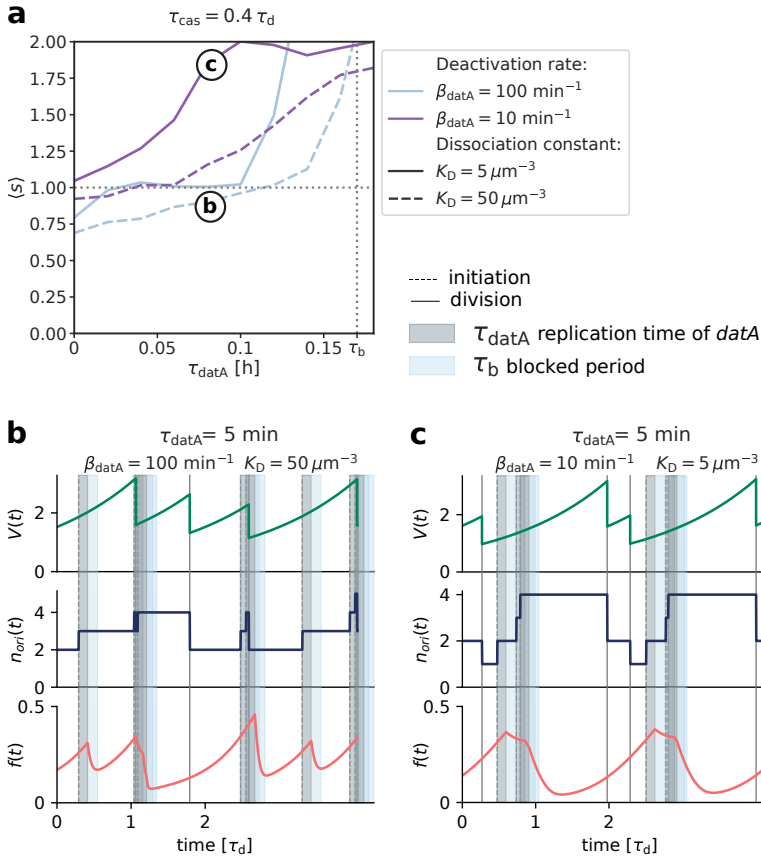 a
τcas = 0.4 τd
2.00
1.75
1.50
1.25
1.00
0.75
0.50
0.25
0.00
⟨s⟩
c
b
0
0.05
0.1
0.15
τb
τdatA [h]
Deactivation rate:
βdatA = 100 min⁻¹
βdatA = 10 min⁻¹
Dissociation constant:
KD = 5 μm⁻³
KD = 50 μm⁻³
initiation
division
τdatA replication time of datA
τb blocked period
b
τdatA = 5 min
βdatA = 100 min⁻¹ KD = 50 μm⁻³
V(t)
2
0
nori(t)
4
2
0
f(t)
0.5
0
0
1
2
time [τd]
c
τdatA = 5 min
βdatA = 10 min⁻¹ KD = 5 μm⁻³
V(t)
2
0
nori(t)
4
2
0
f(t)
0.5
0
0
1
2
time [τd]